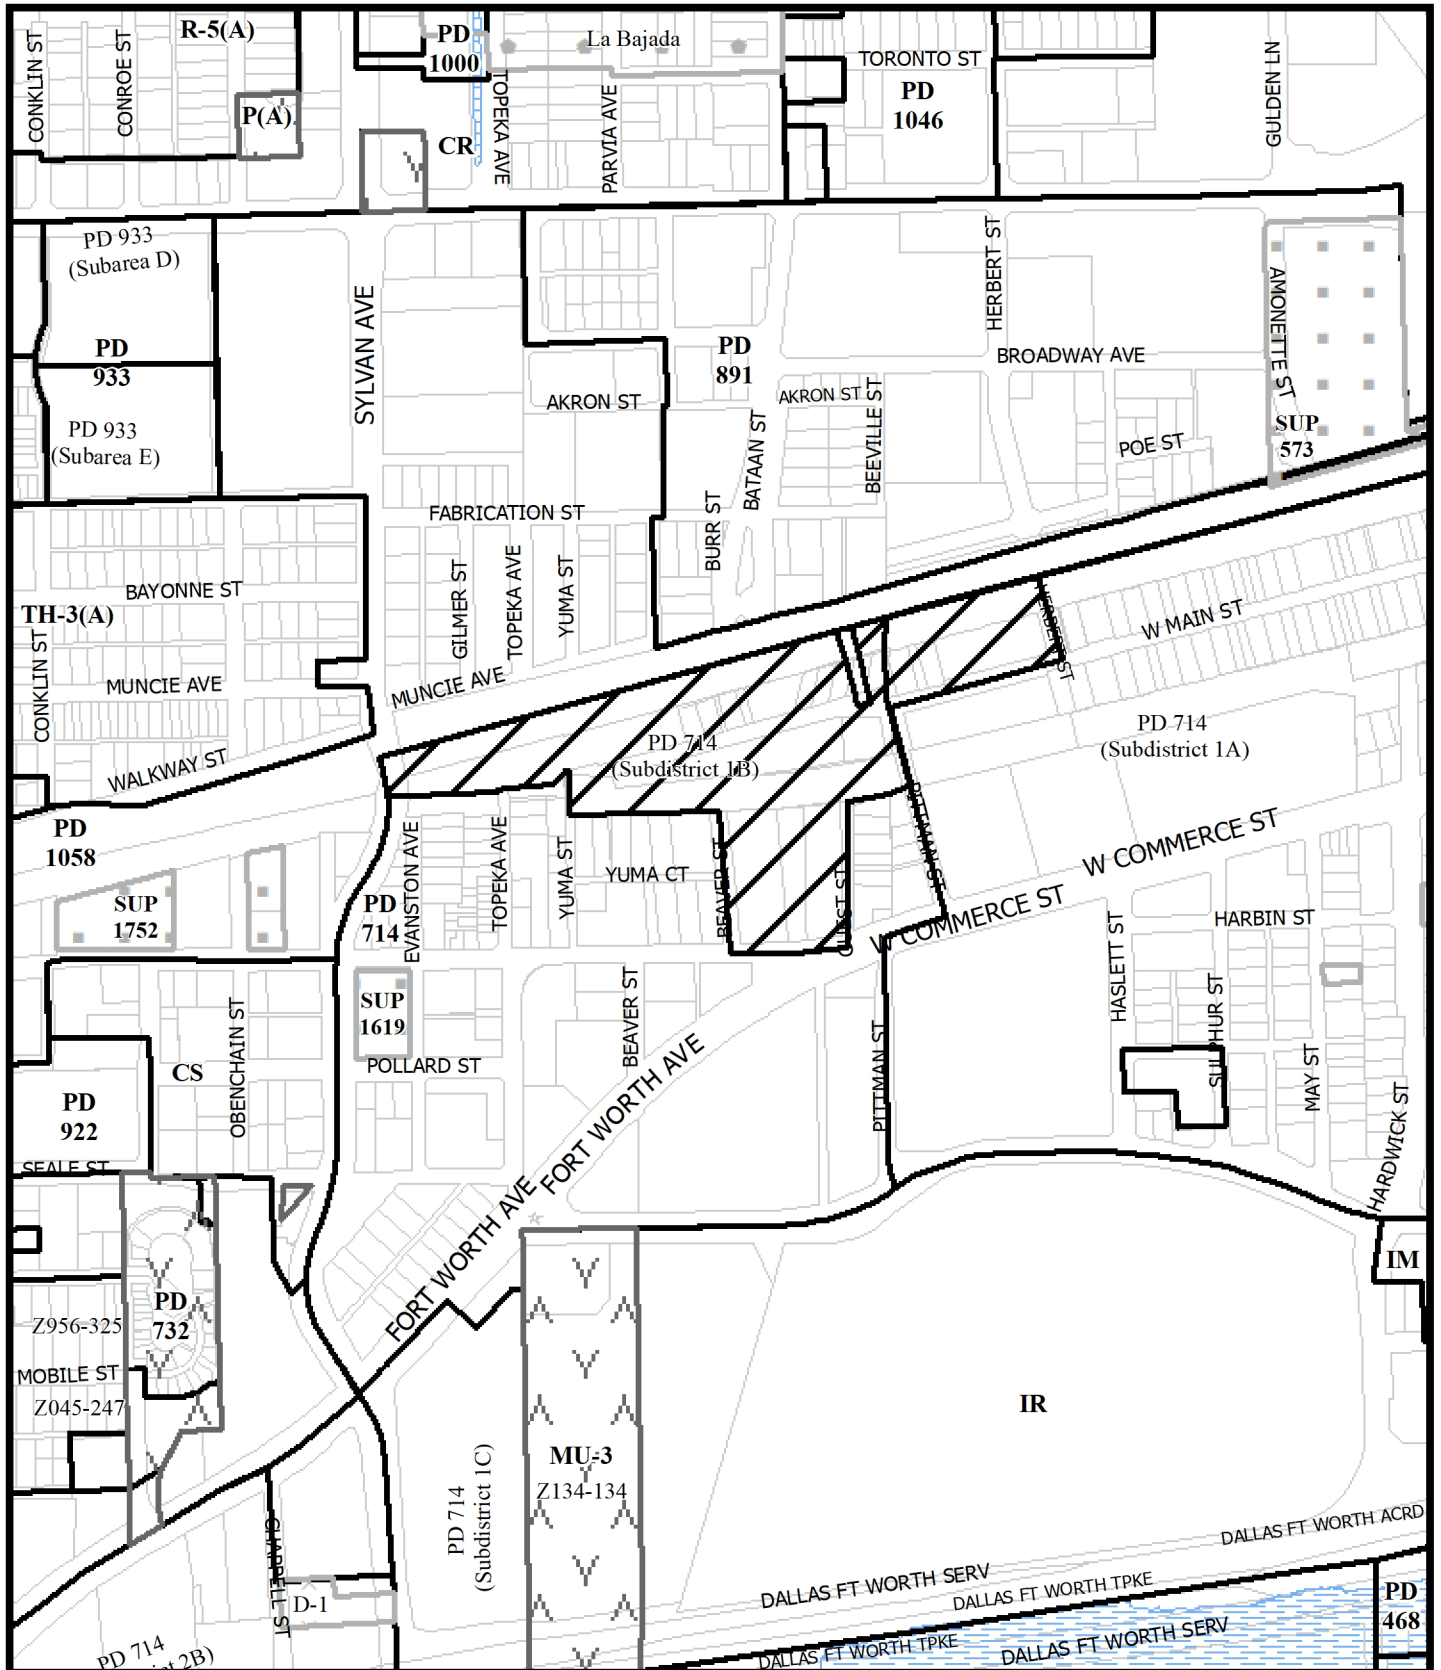 R-5(A)
CONKLIN ST
CONROE ST
P(A)
PD
1000
La Bajada
CR
TOPEKA AVE
PARVIA AVE
TORONTO ST
PD
1046
GULDEN LN
PD 933
(Subarea D)
PD
933
PD 933
(Subarea E)
SYLVAN AVE
AKRON ST
PD
891
AKRON ST
BATAAN ST
BEEVILLE ST
HERBERT ST
BROADWAY AVE
AMONETTE ST
POE ST
SUP
573
FABRICATION ST
BURR ST
GILMER ST
TOPEKA AVE
YUMA ST
BAYONNE ST
TH-3(A)
CONKLIN ST
MUNCIE AVE
MUNCIE AVE
WALKWAY ST
HERBERT ST
W MAIN ST
PD 714
(Subdistrict 1B)
PD 714
(Subdistrict 1A)
PITTMAN ST
W COMMERCE ST
W COMMERCE ST
PD
1058
SUP
1752
PD
714
EVANSTON AVE
TOPEKA AVE
YUMA ST
YUMA CT
BEAVER ST
GUEST ST
HASLETT ST
HARBIN ST
SULPHUR ST
MAY ST
HARDWICK ST
SUP
1619
POLLARD ST
BEAVER ST
PITTMAN ST
CS
OBENCHAIN ST
PD
922
SEALE ST
FORT WORTH AVE
FORT WORTH AVE
PD
732
Z956-325
MOBILE ST
Z045-247
IM
IR
MU-3
Z134-134
PD 714
(Subdistrict 1C)
CHAPPELL ST
D-1
PD 714
ict 2B)
DALLAS FT WORTH ACRD
DALLAS FT WORTH SERV
DALLAS FT WORTH TPKE
DALLAS FT WORTH TPKE
DALLAS FT WORTH SERV
PD
468